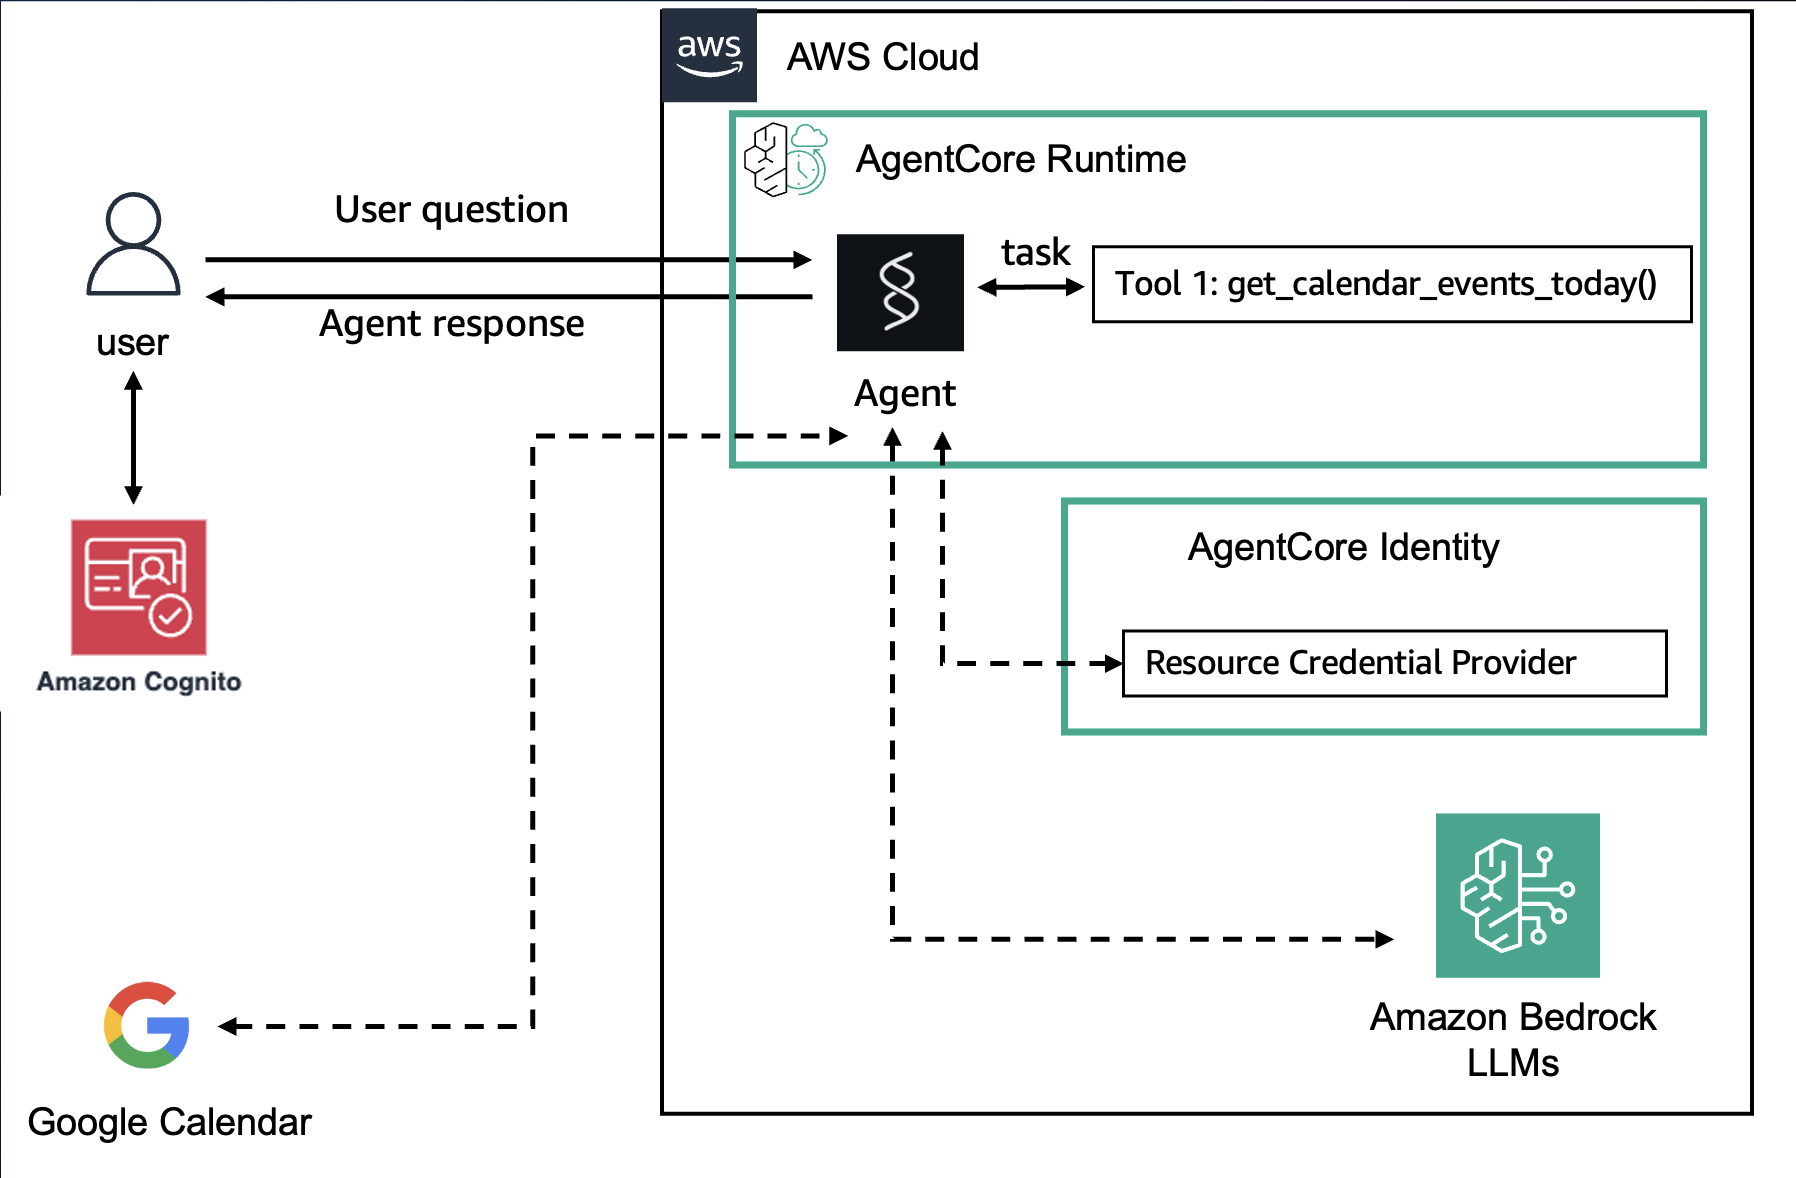 aws
AWS Cloud
AgentCore Runtime
User question
task
Tool 1: get_calendar_events_today()
Agent response
user
Agent
AgentCore Identity
Resource Credential Provider
Amazon Cognito
Amazon Bedrock
LLMs
Google Calendar